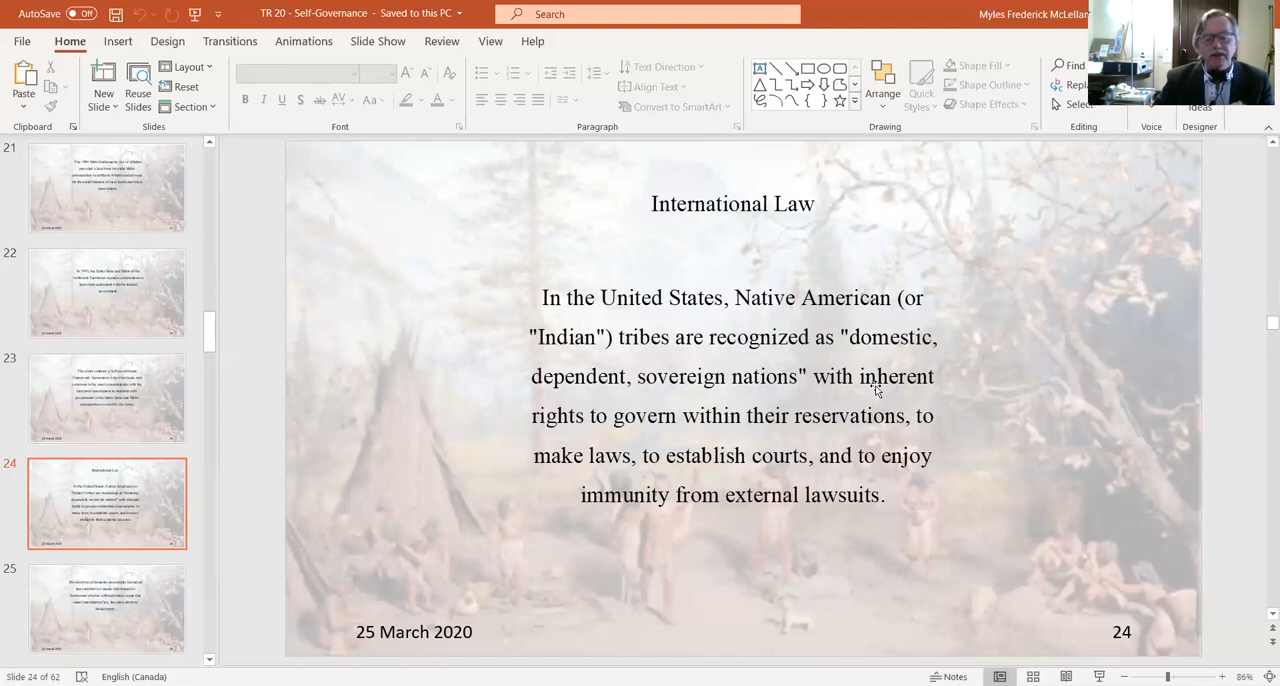 AutoSave Off TR 20 - Self-Governance - Saved to this PC Search Myles Frederick McLellan
File Home Insert Design Transitions Animations Slide Show Review View Help
Paste New Slide Reuse Slides Layout Reset Section
Text Direction Align Text Convert to SmartArt
Arrange Quick Styles Shape Fill Shape Outline Shape Effects Find Select
Clipboard Slides Font Paragraph Drawing Editing Voice Designer
21
22
23
24
25
International Law
In the United States, Native American (or
"Indian") tribes are recognized as "domestic,
dependent, sovereign nations" with inherent
rights to govern within their reservations, to
make laws, to establish courts, and to enjoy
immunity from external lawsuits.
25 March 2020 24
Slide 24 of 62 English (Canada) Notes 86%